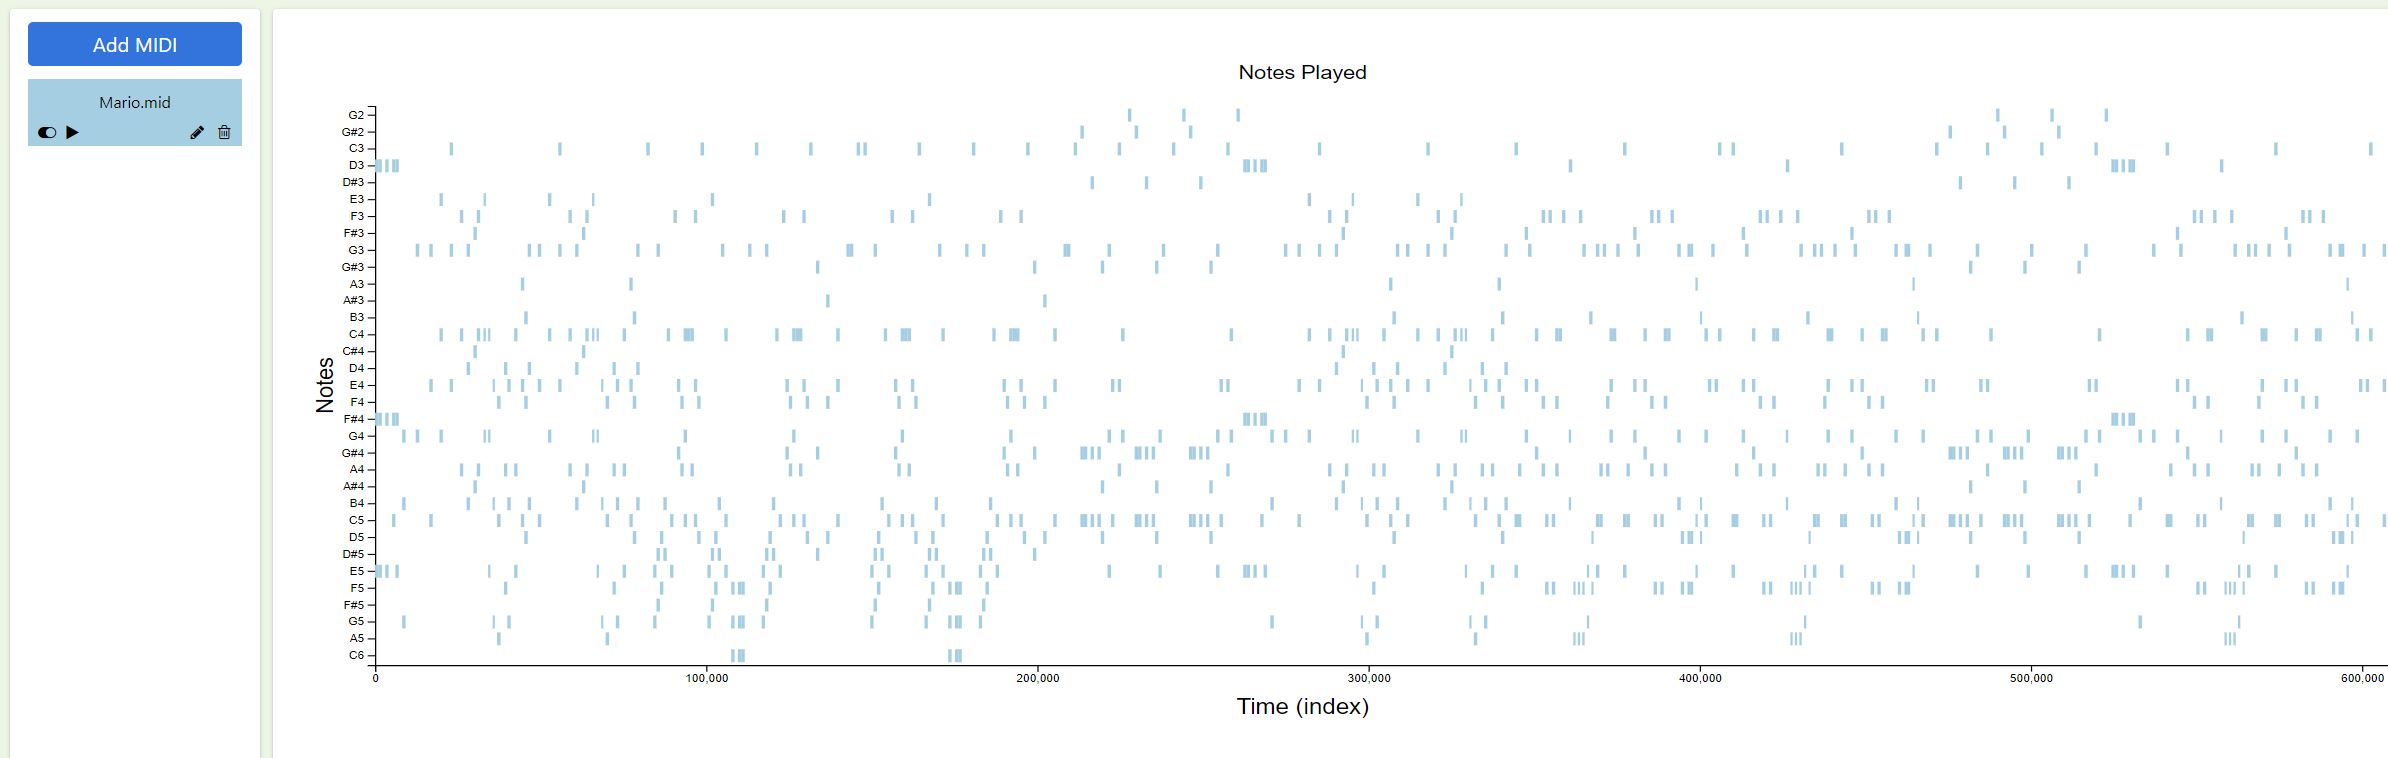 Add MIDI
Mario.mid
Notes Played
G2
G#2
C3
D3
D#3
E3
F3
F#3
G3
G#3
A3
A#3
B3
C4
C#4
D4
E4
F4
F#4
G4
G#4
A4
A#4
B4
C5
D5
D#5
E5
F5
F#5
G5
A5
C6
Notes
0 100,000 200,000 300,000 400,000 500,000 600,000
Time (index)